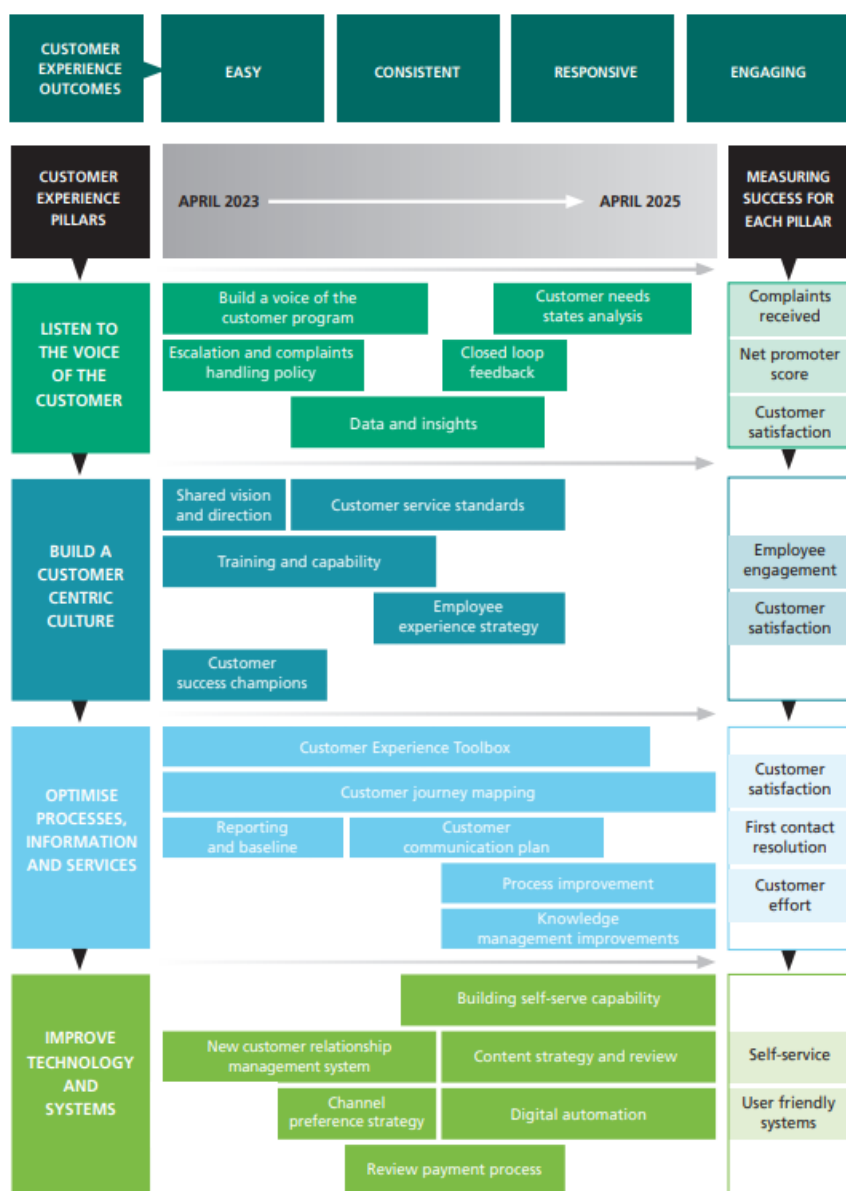 CUSTOMER
EXPERIENCE
OUTCOMES
EASY
CONSISTENT
RESPONSIVE
ENGAGING
CUSTOMER
EXPERIENCE
PILLARS
APRIL 2023
APRIL 2025
MEASURING
SUCCESS FOR
EACH PILLAR
LISTEN TO
THE VOICE
OF THE
CUSTOMER
Build a voice of the
customer program
Customer needs
states analysis
Escalation and complaints
handling policy
Closed loop
feedback
Data and insights
Complaints
received
Net promoter
score
Customer
satisfaction
BUILD A
CUSTOMER
CENTRIC
CULTURE
Shared vision
and direction
Customer service standards
Training and capability
Employee
experience strategy
Customer
success champions
Employee
engagement
Customer
satisfaction
OPTIMISE
PROCESSES,
INFORMATION
AND SERVICES
Customer Experience Toolbox
Customer journey mapping
Reporting
and baseline
Customer
communication plan
Process improvement
Knowledge
management improvements
Customer
satisfaction
First contact
resolution
Customer
effort
IMPROVE
TECHNOLOGY
AND
SYSTEMS
Building self-serve capability
New customer relationship
management system
Content strategy and review
Channel
preference strategy
Digital automation
Review payment process
Self-service
User friendly
systems